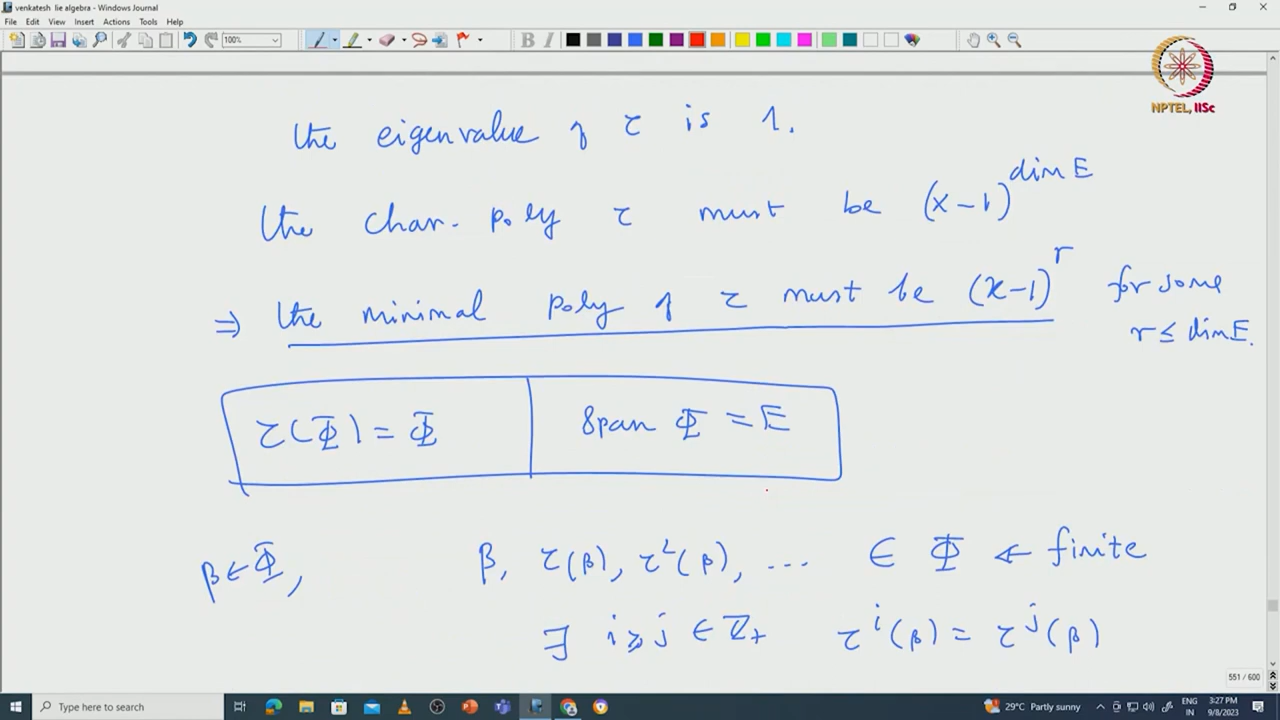 venkatesh lie algebra - Windows Journal
File Edit View Insert Actions Tools Help
100%
NPTEL, IISc
the eigenvalue of τ is 1.
the char. poly τ must be (x-1)^{dim E}
⇒ the minimal poly of τ must be (x-1)^r for some
r ≤ dim E.
τ(Φ) = Φ | Span Φ = E
β ∈ Φ, β, τ(β), τ²(β), ... ∈ Φ ← finite
∃ i ≥ j ∈ ℤ₊ τ^i(β) = τ^j(β)
551 / 600
Type here to search
29°C Partly sunny
ENG
IN
3:27 PM
9/8/2023